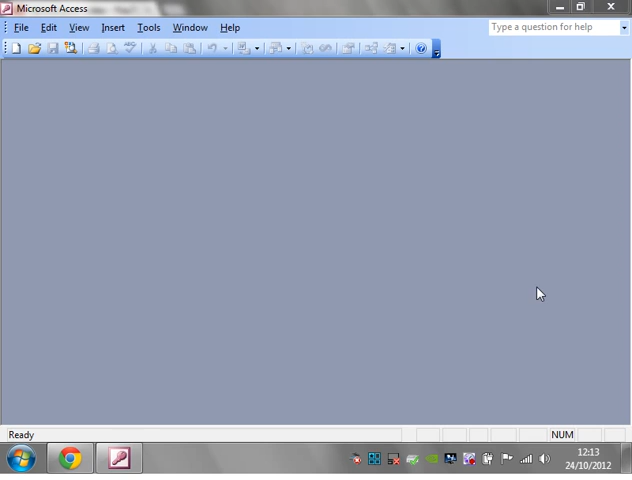 Microsoft Access
File Edit View Insert Tools Window Help
Type a question for help
Ready
NUM
12:13
24/10/2012